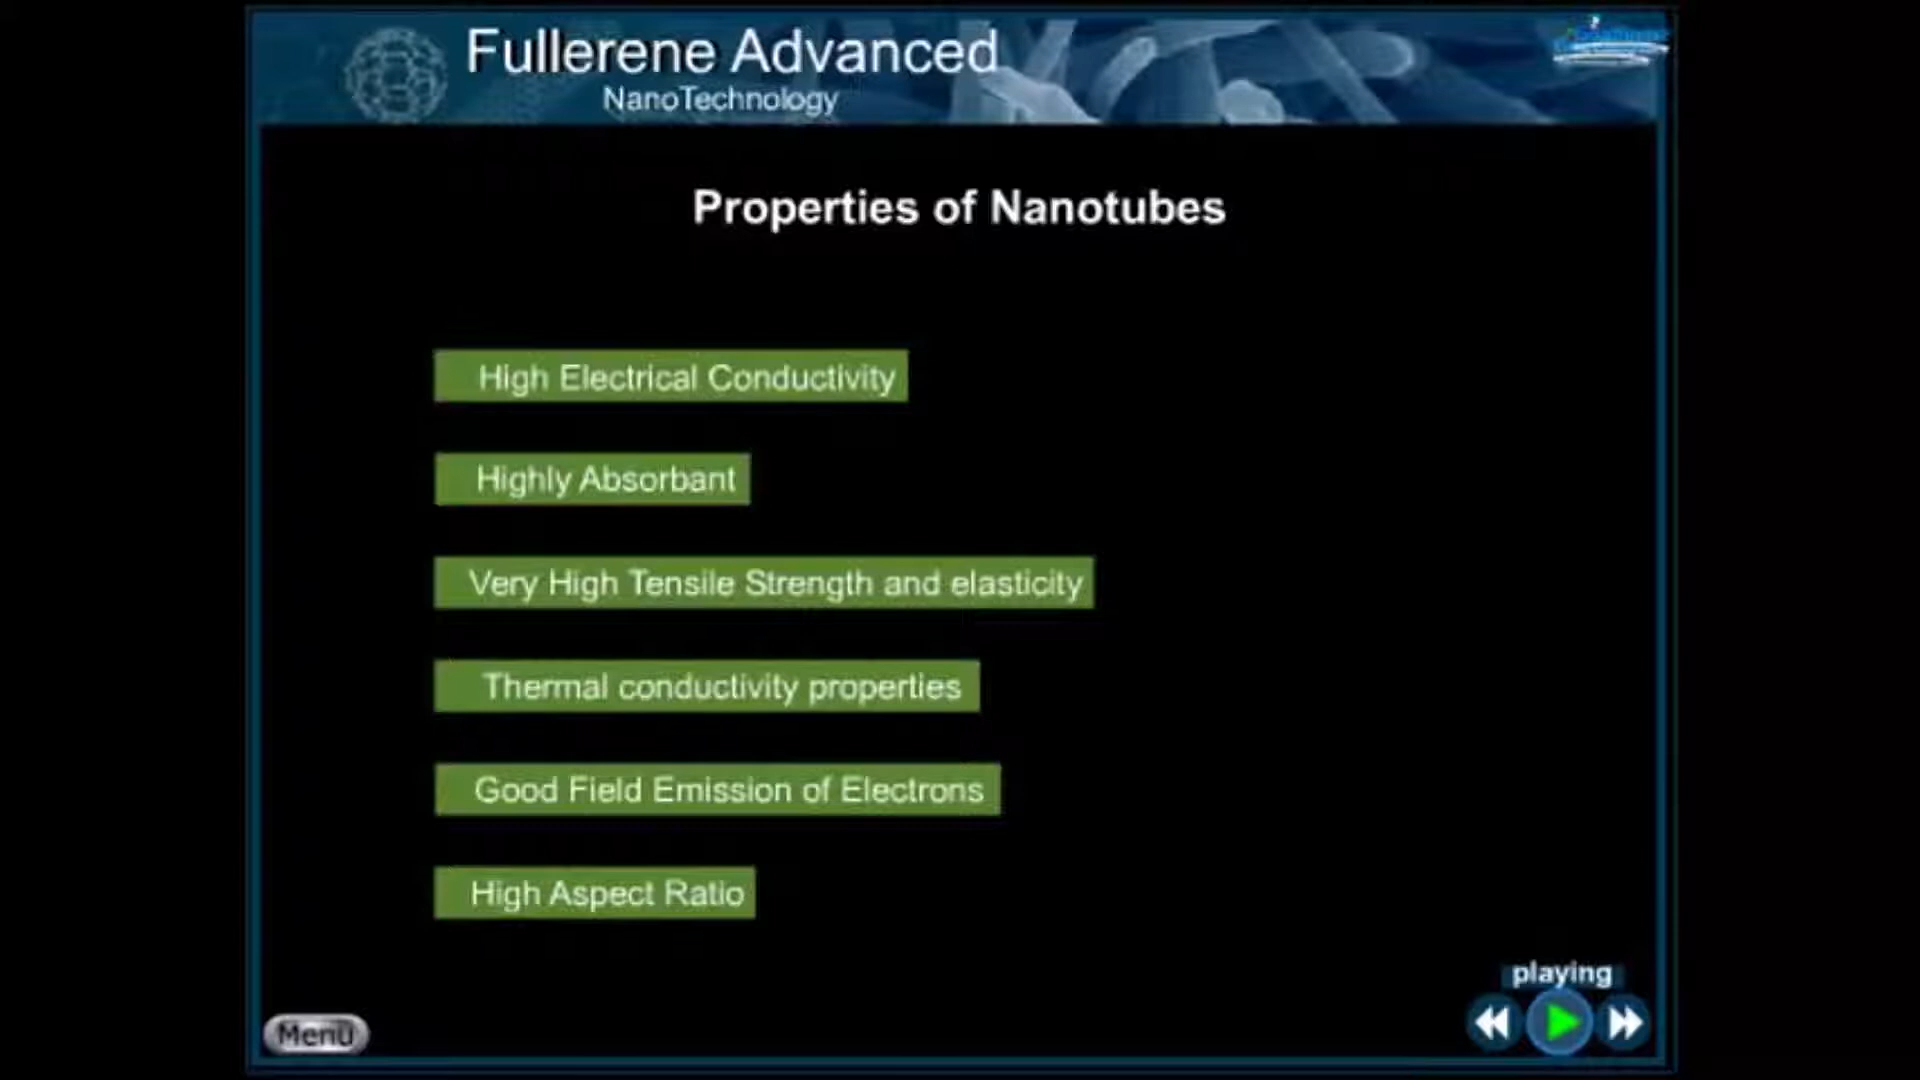 Fullerene Advanced
NanoTechnology
Properties of Nanotubes
High Electrical Conductivity
Highly Absorbant
Very High Tensile Strength and elasticity
Thermal conductivity properties
Good Field Emission of Electrons
High Aspect Ratio
playing
Menu